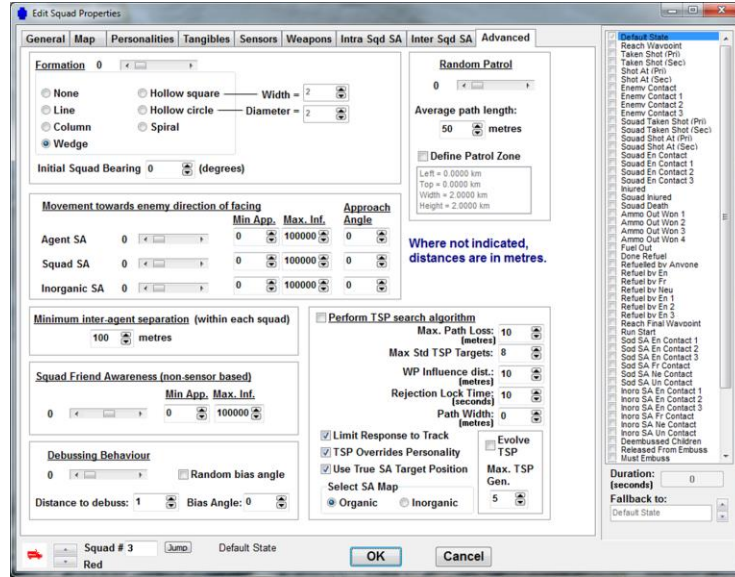 Edit Squad Properties
General Map Personalities Tangibles Sensors Weapons Intra Sqd SA Inter Sqd SA Advanced
Formation 0
None
Line
Column
Wedge
Hollow square
Hollow circle
Spiral
Width = 2
Diameter = 2
Initial Squad Bearing 0 (degrees)
Random Patrol
0
Average path length:
50 metres
Define Patrol Zone
Left = 0.0000 km
Top = 0.0000 km
Width = 2.0000 km
Height = 2.0000 km
Movement towards enemy direction of facing
Min App. Max. Inf. Approach Angle
Agent SA 0 0 100000 0
Squad SA 0 0 100000 0
Inorganic SA 0 0 100000 0
Where not indicated,
distances are in metres.
Minimum inter-agent separation (within each squad)
100 metres
Squad Friend Awareness (non-sensor based)
Min App. Max. Inf.
0 0 100000
Debussing Behaviour
0 Random bias angle
Distance to debuss: 1 Bias Angle: 0
Perform TSP search algorithm
Max. Path Loss: 10
(metres)
Max Std TSP Targets: 8
WP Influence dist.: 10
(metres)
Rejection Lock Time: 10
(seconds)
Path Width: 0
(metres)
Limit Response to Track
TSP Overrides Personality
Use True SA Target Position
Select SA Map
Organic Inorganic
Evolve
TSP
Max. TSP
Gen.
5
Default State
Reach Waypoint
Taken Shot (Pri)
Taken Shot (Sec)
Shot At (Pri)
Shot At (Sec)
Enemy Contact
Enemy Contact 1
Enemy Contact 2
Enemy Contact 3
Squad Taken Shot (Pri)
Squad Taken Shot (Sec)
Squad Shot At (Pri)
Squad Shot At (Sec)
Squad En Contact
Squad En Contact 1
Squad En Contact 2
Squad En Contact 3
Injured
Squad Injured
Squad Death
Ammo Out Wpn 1
Ammo Out Wpn 2
Ammo Out Wpn 3
Ammo Out Wpn 4
Fuel Out
Done Refuel
Refuelled by Anyone
Refuel by En
Refuel by Fr
Refuel by Neu
Refuel by En 1
Refuel by En 2
Refuel by En 3
Reach Final Waypoint
Run Start
Sqd SA En Contact 1
Sqd SA En Contact 2
Sqd SA En Contact 3
Sqd SA Fr Contact
Sqd SA Ne Contact
Sqd SA Un Contact
Inorg SA En Contact 1
Inorg SA En Contact 2
Inorg SA En Contact 3
Inorg SA Fr Contact
Inorg SA Ne Contact
Inorg SA Un Contact
Deembussed Children
Released From Embuss
Must Embuss
Duration:
(seconds)
0
Fallback to:
Default State
Squad # 3 Jump Default State
Red
OK Cancel